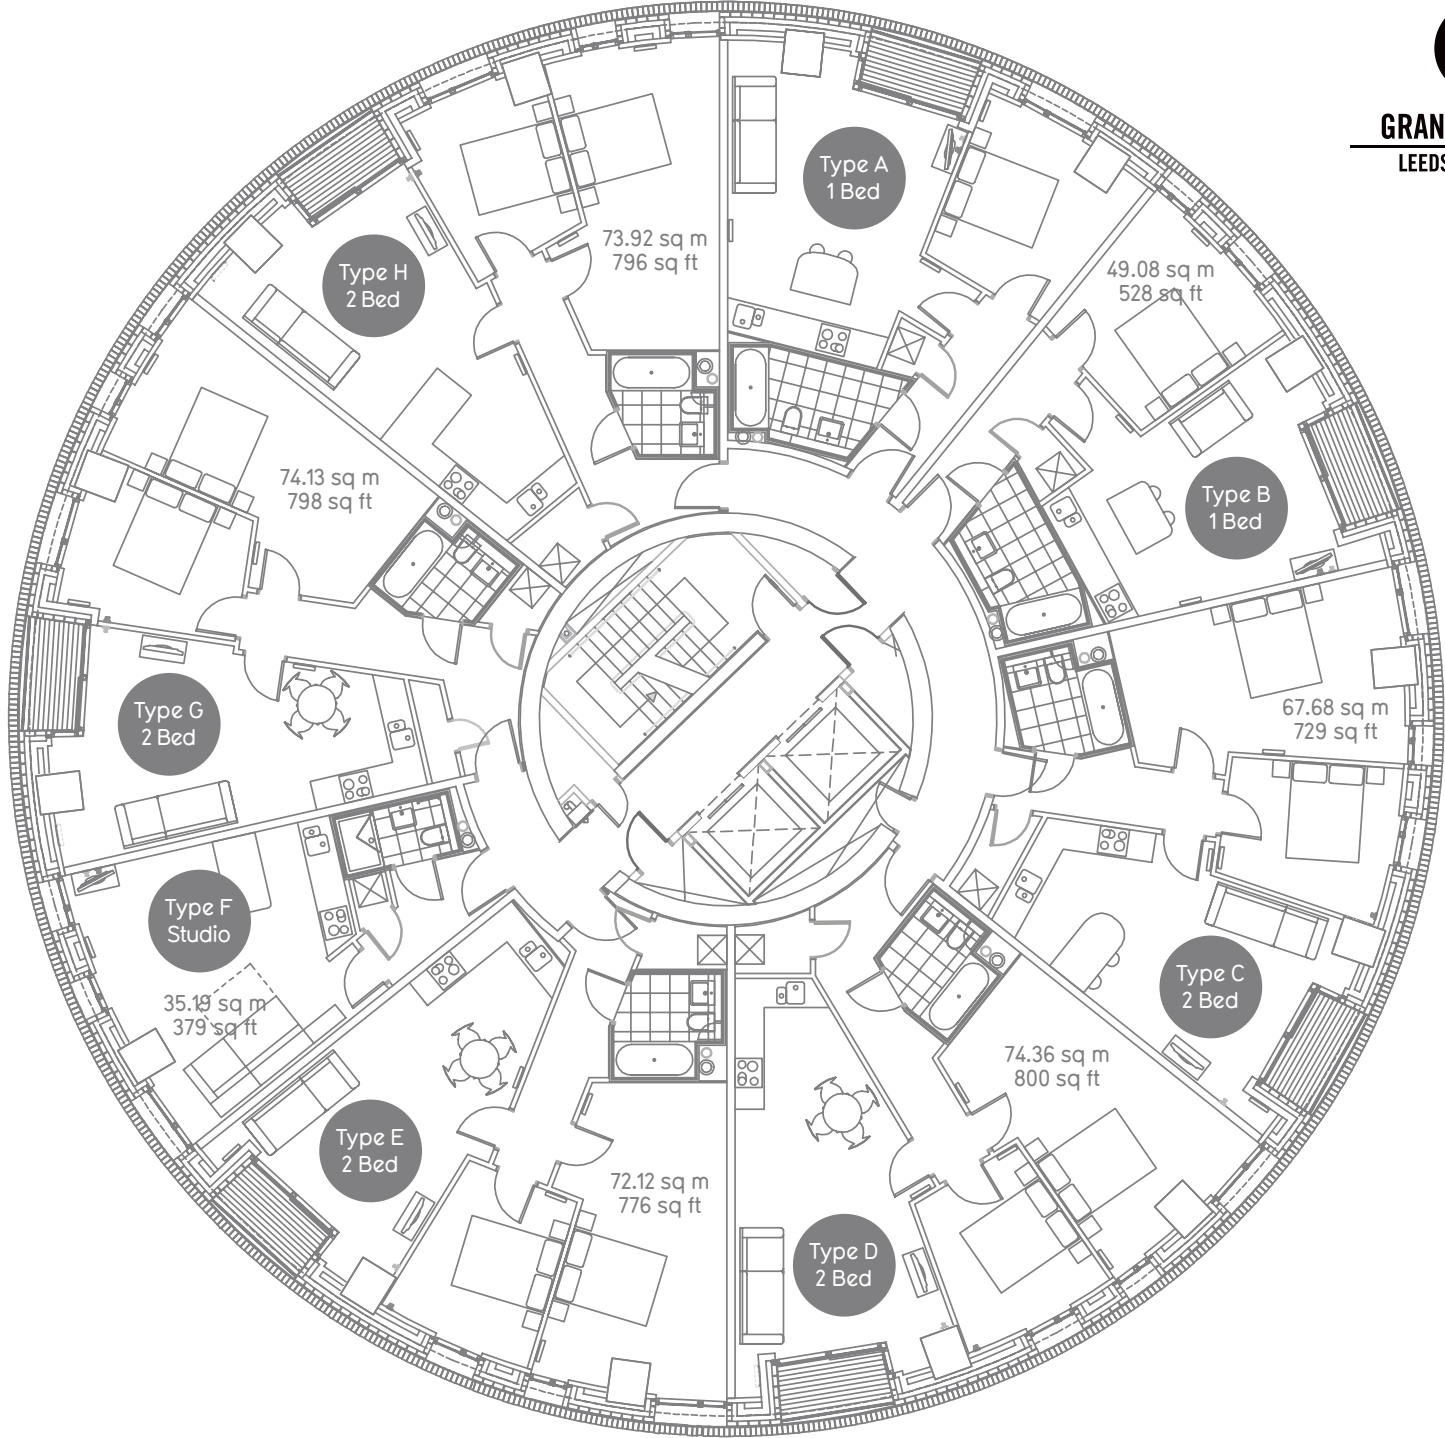 GRAN
LEEDS
Type A
1 Bed
73.92 sq m
796 sq ft
Type H
2 Bed
49.08 sq m
528 sq ft
74.13 sq m
798 sq ft
Type B
1 Bed
Type G
2 Bed
67.68 sq m
729 sq ft
Type F
Studio
35.19 sq m
379 sq ft
Type C
2 Bed
74.36 sq m
800 sq ft
Type E
2 Bed
72.12 sq m
776 sq ft
Type D
2 Bed